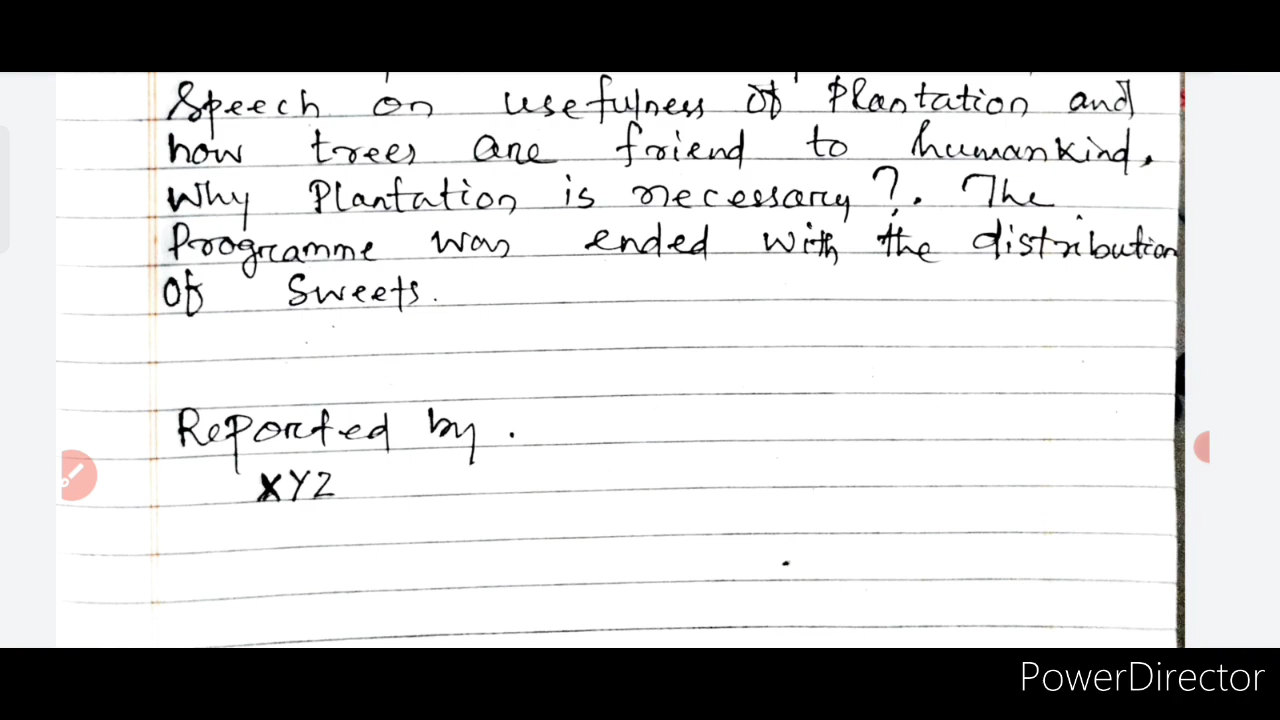 Speech on usefulness of Plantation and
how trees are friend to humankind.
Why Plantation is necessary ?. The
Programme was ended with the distribution
of Sweets.
Reported by.
XYZ
PowerDirector